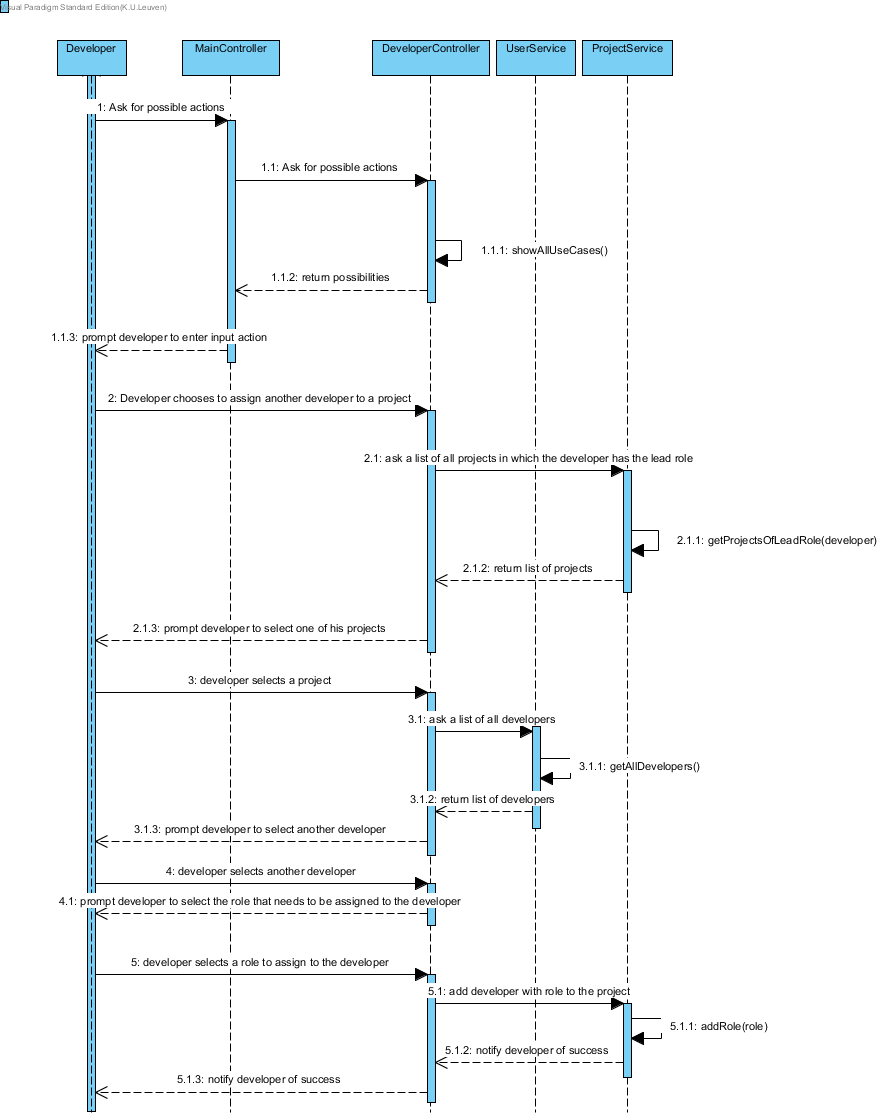 Visual Paradigm Standard Edition(K.U.Leuven)
Developer
MainController
DeveloperController
UserService
ProjectService
1: Ask for possible actions
1.1: Ask for possible actions
1.1.1: showAllUseCases()
1.1.2: return possibilities
1.1.3: prompt developer to enter input action
2: Developer chooses to assign another developer to a project
2.1: ask a list of all projects in which the developer has the lead role
2.1.1: getProjectsOfLeadRole(developer)
2.1.2: return list of projects
2.1.3: prompt developer to select one of his projects
3: developer selects a project
3.1: ask a list of all developers
3.1.1: getAllDevelopers()
3.1.2: return list of developers
3.1.3: prompt developer to select another developer
4: developer selects another developer
4.1: prompt developer to select the role that needs to be assigned to the developer
5: developer selects a role to assign to the developer
5.1: add developer with role to the project
5.1.1: addRole(role)
5.1.2: notify developer of success
5.1.3: notify developer of success